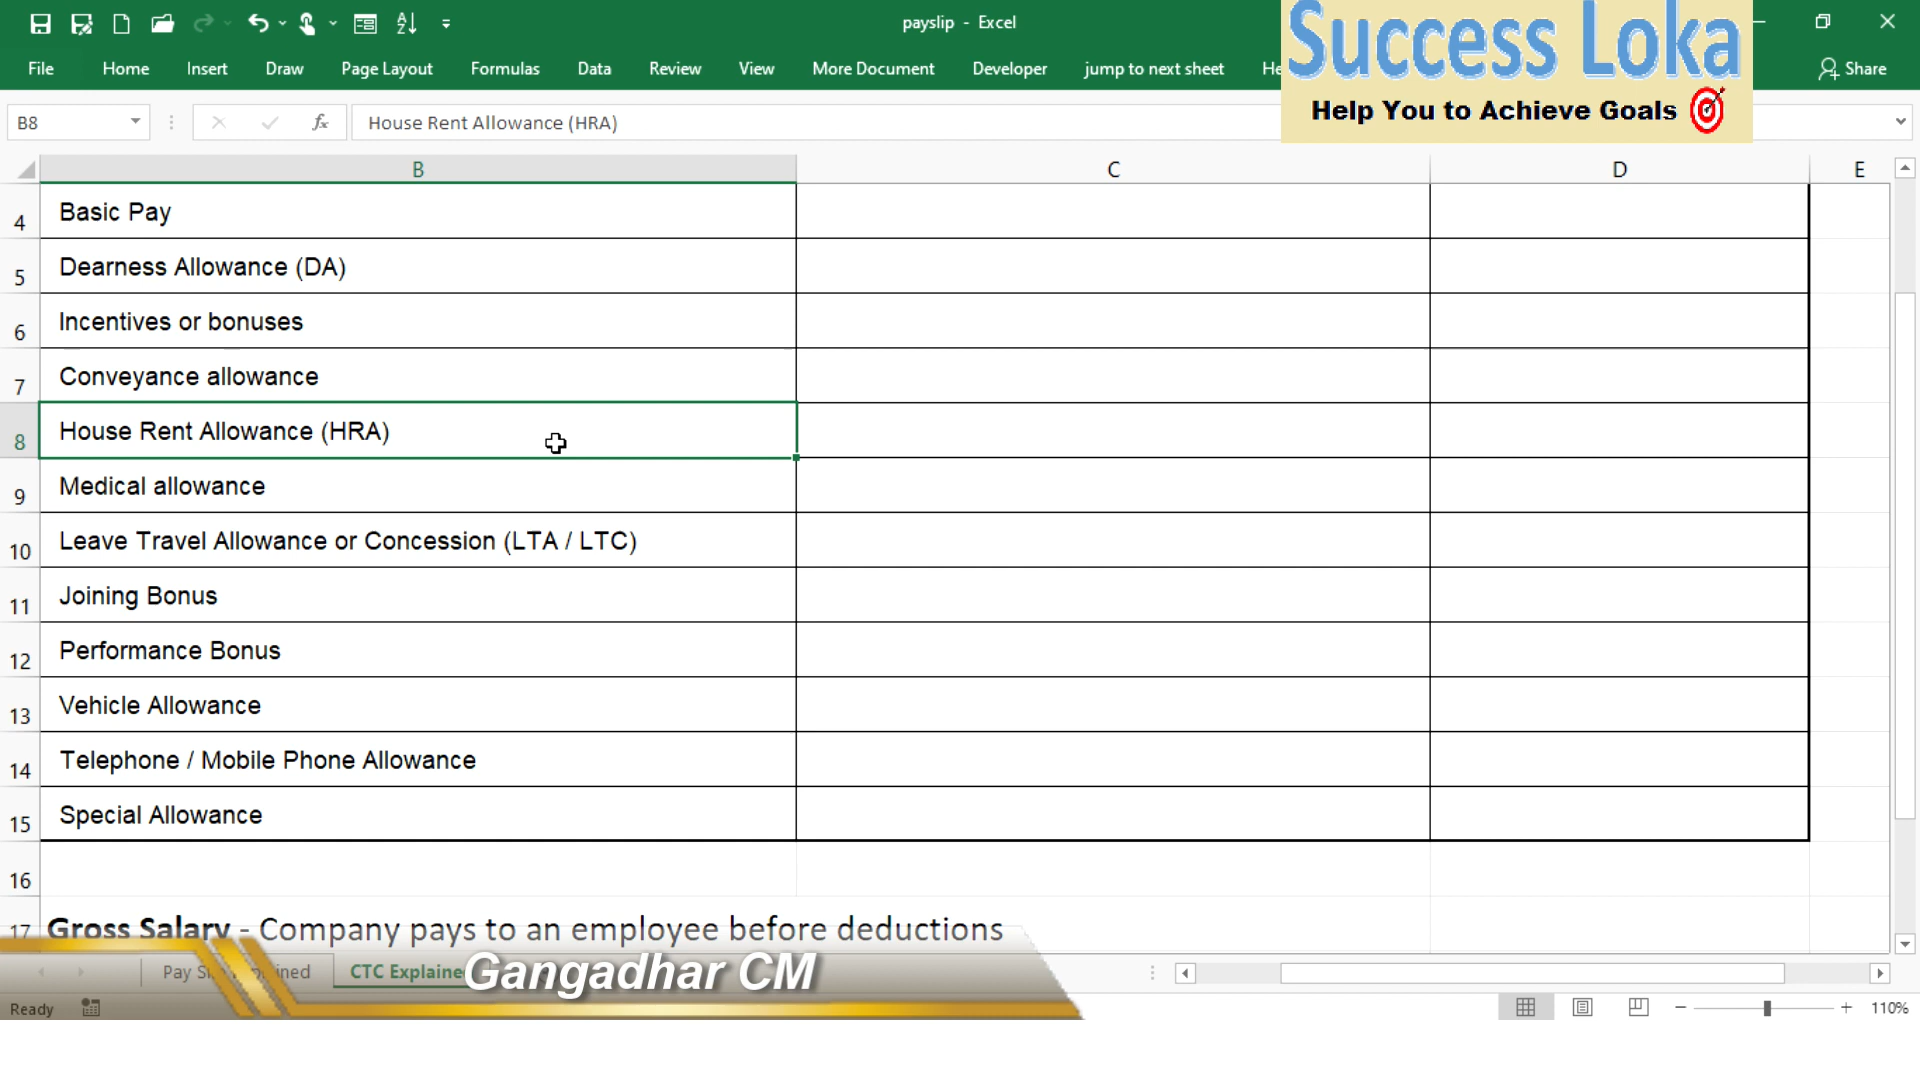 payslip - Excel
Success Loka
Help You to Achieve Goals
File Home Insert Draw Page Layout Formulas Data Review View More Document Developer jump to next sheet He Share
B8 fx House Rent Allowance (HRA)
B C D E
4 Basic Pay
5 Dearness Allowance (DA)
6 Incentives or bonuses
7 Conveyance allowance
8 House Rent Allowance (HRA)
9 Medical allowance
10 Leave Travel Allowance or Concession (LTA / LTC)
11 Joining Bonus
12 Performance Bonus
13 Vehicle Allowance
14 Telephone / Mobile Phone Allowance
15 Special Allowance
16
17 Gross Salary - Company pays to an employee before deductions
CTC Explaine
Gangadhar CM
Ready 110%